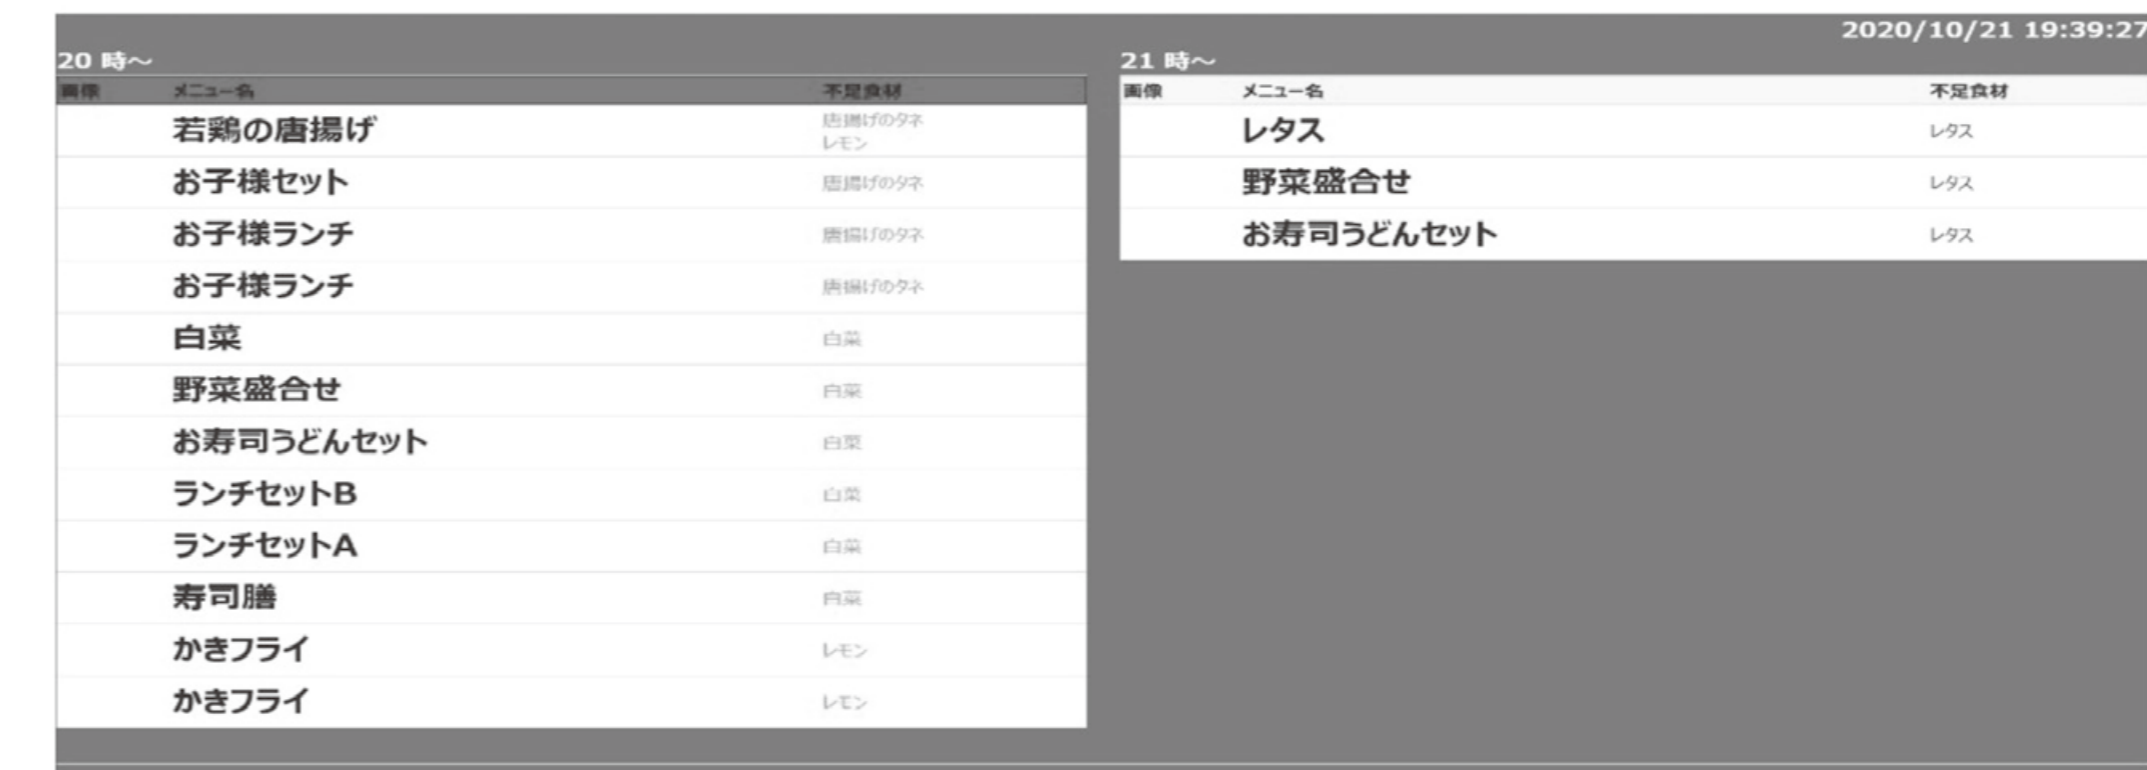 2020/10/21 19:39:27
20 時～
画像 メニュー名 不足食材
若鶏の唐揚げ 唐揚げのタネ
レモン
お子様セット 唐揚げのタネ
お子様ランチ 唐揚げのタネ
お子様ランチ 唐揚げのタネ
白菜 白菜
野菜盛合せ 白菜
お寿司うどんセット 白菜
ランチセットB 白菜
ランチセットA 白菜
寿司膳 白菜
かきフライ レモン
かきフライ レモン
21 時～
画像 メニュー名 不足食材
レタス レタス
野菜盛合せ レタス
お寿司うどんセット レタス